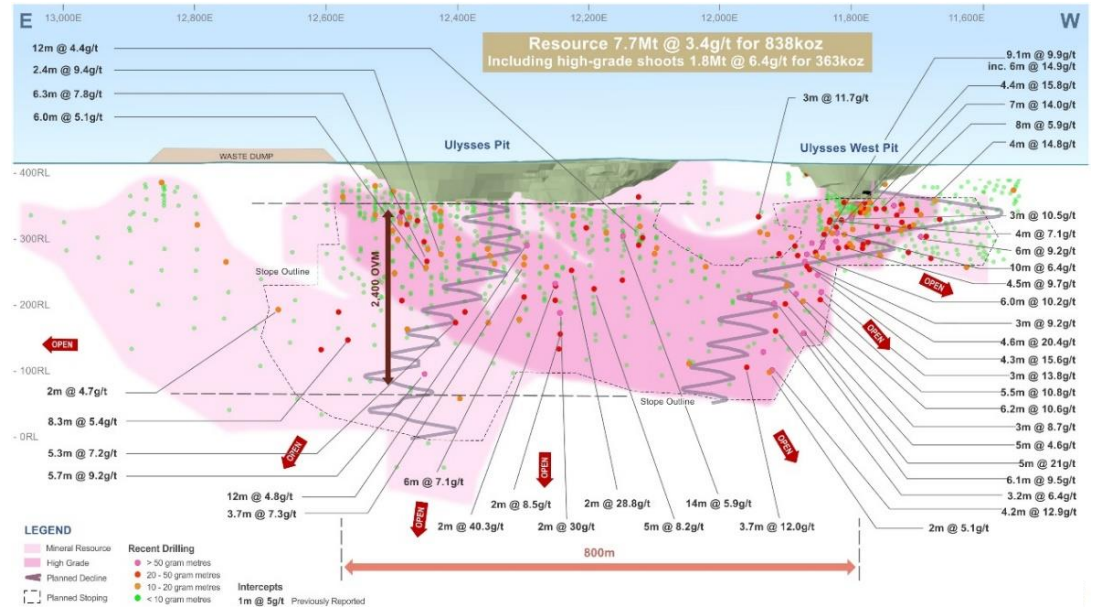 E
13,000E
12,800E
12,600E
12,400E
12,200E
12,000E
11,800E
11,600E
W
Resource 7.7Mt @ 3.4g/t for 838koz
Including high-grade shoots 1.8Mt @ 6.4g/t for 363koz
12m @ 4.4g/t
2.4m @ 9.4g/t
6.3m @ 7.8g/t
6.0m @ 5.1g/t
3m @ 11.7g/t
9.1m @ 9.9g/t
inc. 6m @ 14.9g/t
4.4m @ 15.8g/t
7m @ 14.0g/t
8m @ 5.9g/t
4m @ 14.8g/t
WASTE DUMP
Ulysses Pit
Ulysses West Pit
- 400RL
- 300RL
- 200RL
- 100RL
- 0RL
Stope Outline
2,400 OVM
Stope Outline
3m @ 10.5g/t
4m @ 7.1g/t
6m @ 9.2g/t
10m @ 6.4g/t
4.5m @ 9.7g/t
6.0m @ 10.2g/t
3m @ 9.2g/t
4.6m @ 20.4g/t
4.3m @ 15.6g/t
3m @ 13.8g/t
5.5m @ 10.8g/t
6.2m @ 10.6g/t
3m @ 8.7g/t
5m @ 4.6g/t
5m @ 21g/t
6.1m @ 9.5g/t
3.2m @ 6.4g/t
4.2m @ 12.9g/t
2m @ 5.1g/t
OPEN
OPEN
OPEN
OPEN
OPEN
OPEN
OPEN
2m @ 4.7g/t
8.3m @ 5.4g/t
5.3m @ 7.2g/t
5.7m @ 9.2g/t
12m @ 4.8g/t
3.7m @ 7.3g/t
6m @ 7.1g/t
2m @ 40.3g/t
2m @ 8.5g/t
2m @ 30g/t
2m @ 28.8g/t
5m @ 8.2g/t
14m @ 5.9g/t
3.7m @ 12.0g/t
800m
LEGEND
Mineral Resource
High Grade
Planned Decline
Planned Stoping
Recent Drilling
> 50 gram metres
20 - 50 gram metres
10 - 20 gram metres
< 10 gram metres
Intercepts
1m @ 5g/t Previously Reported